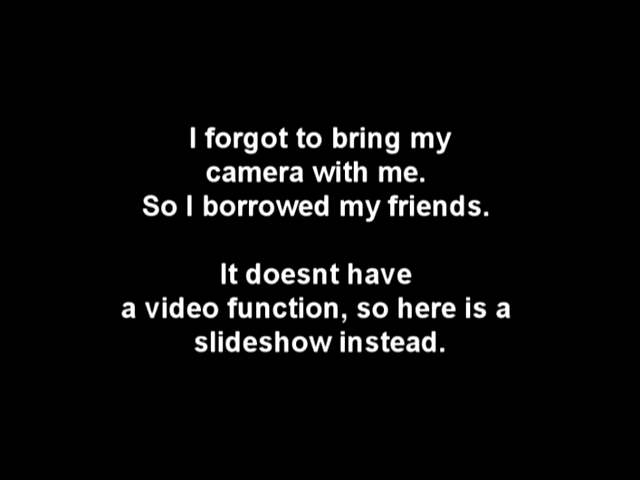 I forgot to bring my
camera with me.
So I borrowed my friends.
It doesnt have
a video function, so here is a
slideshow instead.